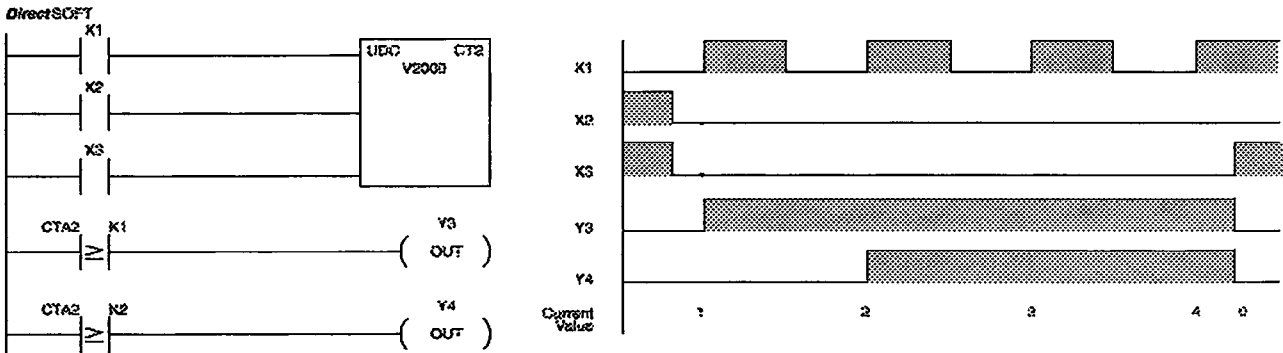 DirectSOFT
X1
UDC CT2
V2000
X2
X3
CTA2 K1
≥
Y3
OUT
CTA2 K2
≥
Y4
OUT
X1
X2
X3
Y3
Y4
Current
Value
1 2 3 4 0